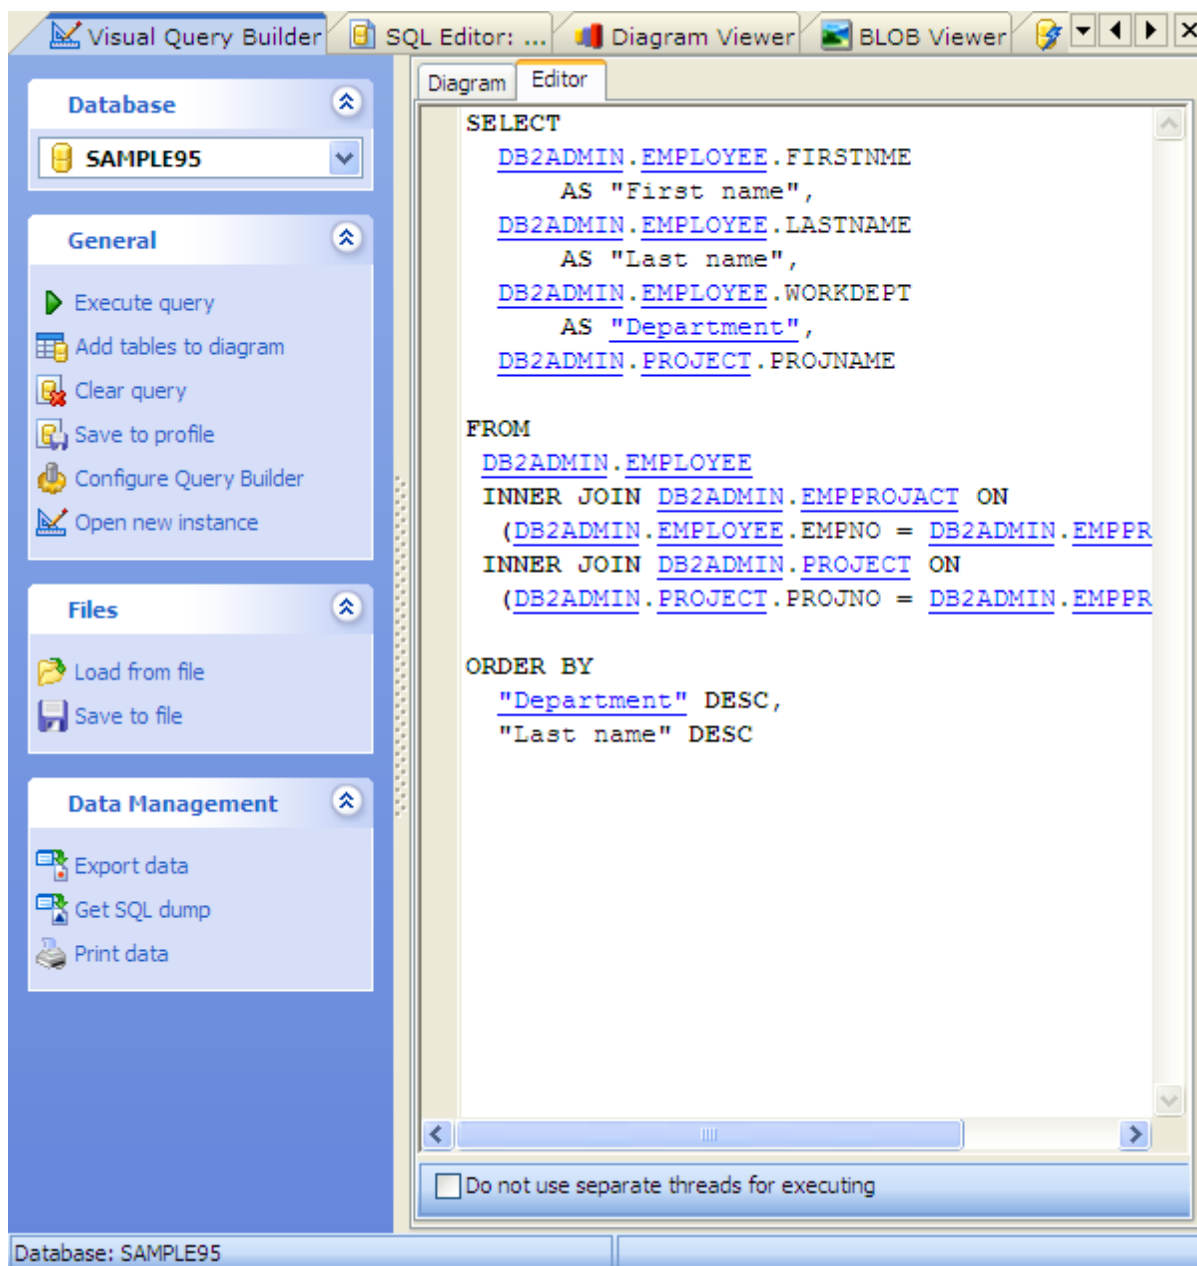 Visual Query Builder SQL Editor: ... Diagram Viewer BLOB Viewer
Database
SAMPLE95
General
Execute query
Add tables to diagram
Clear query
Save to profile
Configure Query Builder
Open new instance
Files
Load from file
Save to file
Data Management
Export data
Get SQL dump
Print data
Diagram Editor
SELECT
DB2ADMIN.EMPLOYEE.FIRSTNME
AS "First name",
DB2ADMIN.EMPLOYEE.LASTNAME
AS "Last name",
DB2ADMIN.EMPLOYEE.WORKDEPT
AS "Department",
DB2ADMIN.PROJECT.PROJNAME
FROM
DB2ADMIN.EMPLOYEE
INNER JOIN DB2ADMIN.EMPPROJACT ON
(DB2ADMIN.EMPLOYEE.EMPNO = DB2ADMIN.EMPPR
INNER JOIN DB2ADMIN.PROJECT ON
(DB2ADMIN.PROJECT.PROJNO = DB2ADMIN.EMPPR
ORDER BY
"Department" DESC,
"Last name" DESC
Do not use separate threads for executing
Database: SAMPLE95